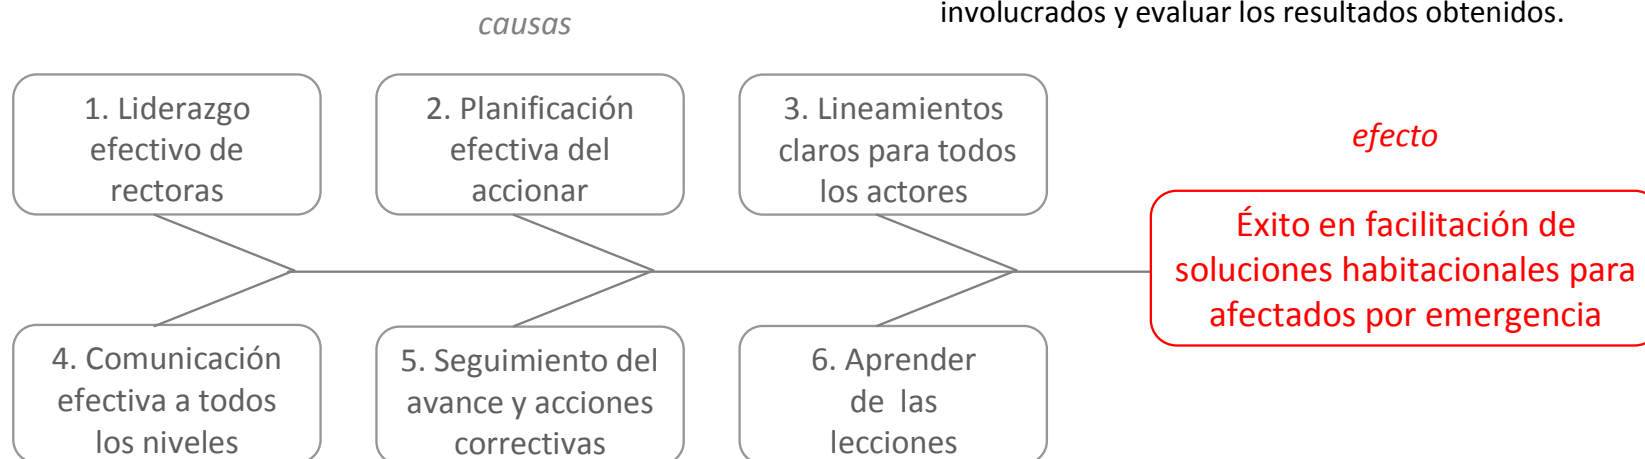 involucrados y evaluar los resultados obtenidos.
causas
1. Liderazgo
efectivo de
rectoras
2. Planificación
efectiva del
accionar
3. Lineamientos
claros para todos
los actores
efecto
Éxito en facilitación de
soluciones habitacionales para
afectados por emergencia
4. Comunicación
efectiva a todos
los niveles
5. Seguimiento del
avance y acciones
correctivas
6. Aprender
de las
lecciones